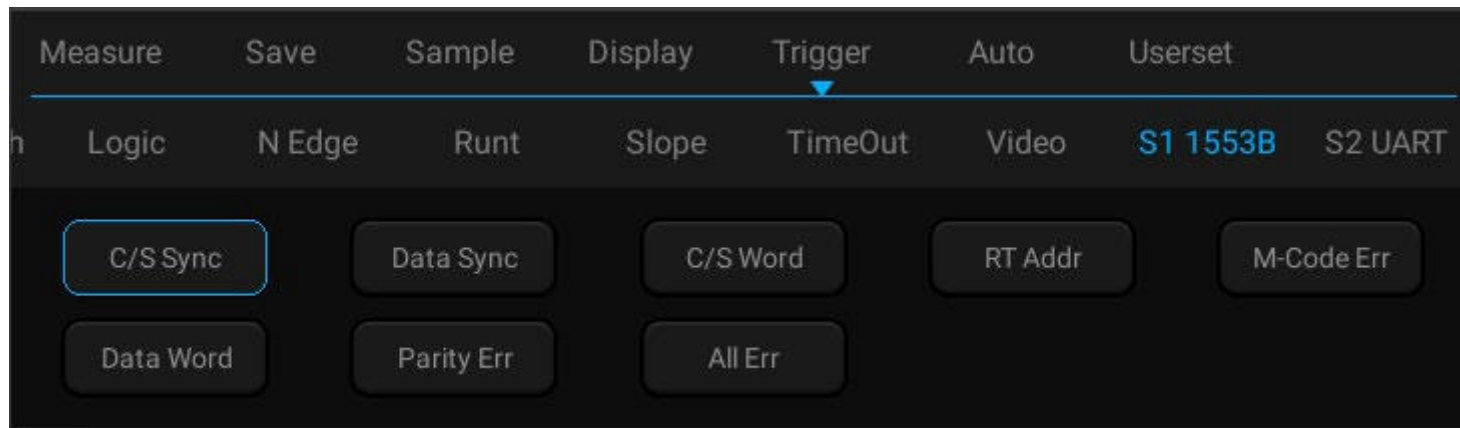 Measure Save Sample Display Trigger Auto Userset
h Logic N Edge Runt Slope TimeOut Video S1 1553B S2 UART
C/S Sync Data Sync C/S Word RT Addr M-Code Err
Data Word Parity Err All Err